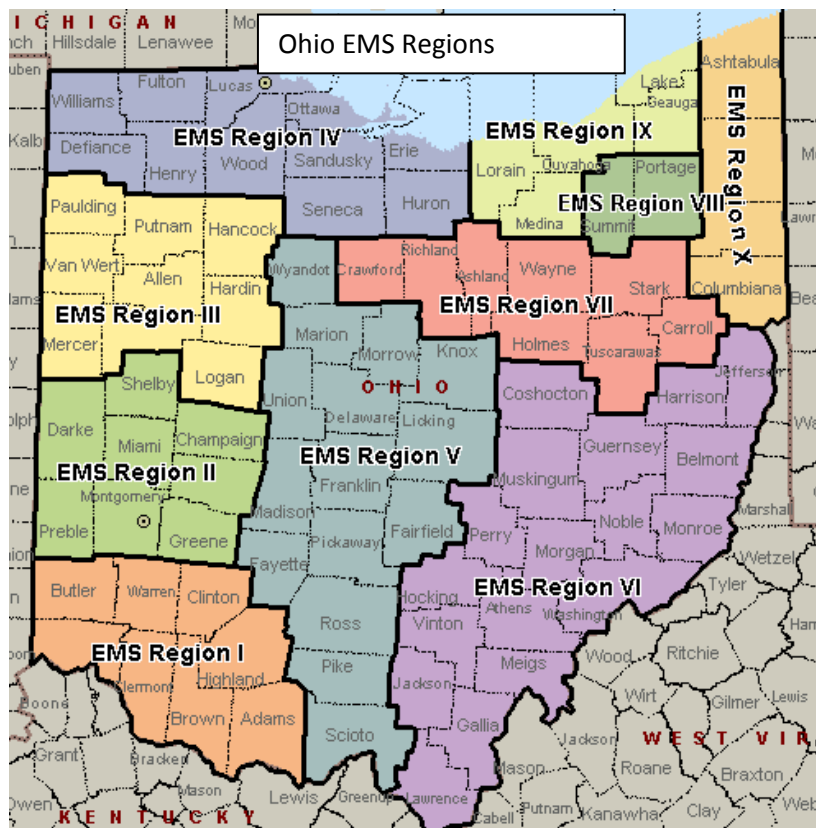 I C H I G A N
Ohio EMS Regions
Hillsdale
Lenawee
Ashtabula
Fulton
Lucas
Lake
Geauga
Williams
Ottawa
EMS Region IV
EMS Region IX
EMS Region X
Defiance
Henry
Wood
Sandusky
Erie
Lorain
Cuyahoga
Portage
Seneca
Huron
Medina
EMS Region VIII
Summit
Paulding
Putnam
Hancock
Van Wert
Allen
Hardin
Wyandot
Crawford
Richland
Ashland
Wayne
Stark
Columbiana
EMS Region III
EMS Region VII
Mercer
Logan
Marion
Morrow
Knox
Holmes
Tuscarawas
Carroll
Shelby
O H I O
Coshocton
Harrison
Jefferson
Union
Delaware
Licking
Darke
Miami
Champaign
Guernsey
Belmont
EMS Region II
EMS Region V
Montgomery
Franklin
Muskingum
Preble
Greene
Madison
Pickaway
Fairfield
Perry
Noble
Monroe
Marshall
Fayette
Morgan
Wetzel
Butler
Warren
Clinton
EMS Region VI
Tyler
Hocking
Athens
Washington
Ross
Vinton
EMS Region I
Highland
Pike
Meigs
Wood
Ritchie
Clermont
Boone
Jackson
Wirt
Gilmer
Lewis
Brown
Adams
Scioto
Gallia
Jackson
W E S T V I R
Grant
Bracken
Mason
Roane
Braxton
Mason
Lewis
Greenup
Lawrence
Putnam
Owen
K E N T U C K Y
Cabell
Kanawha
Clay
Web